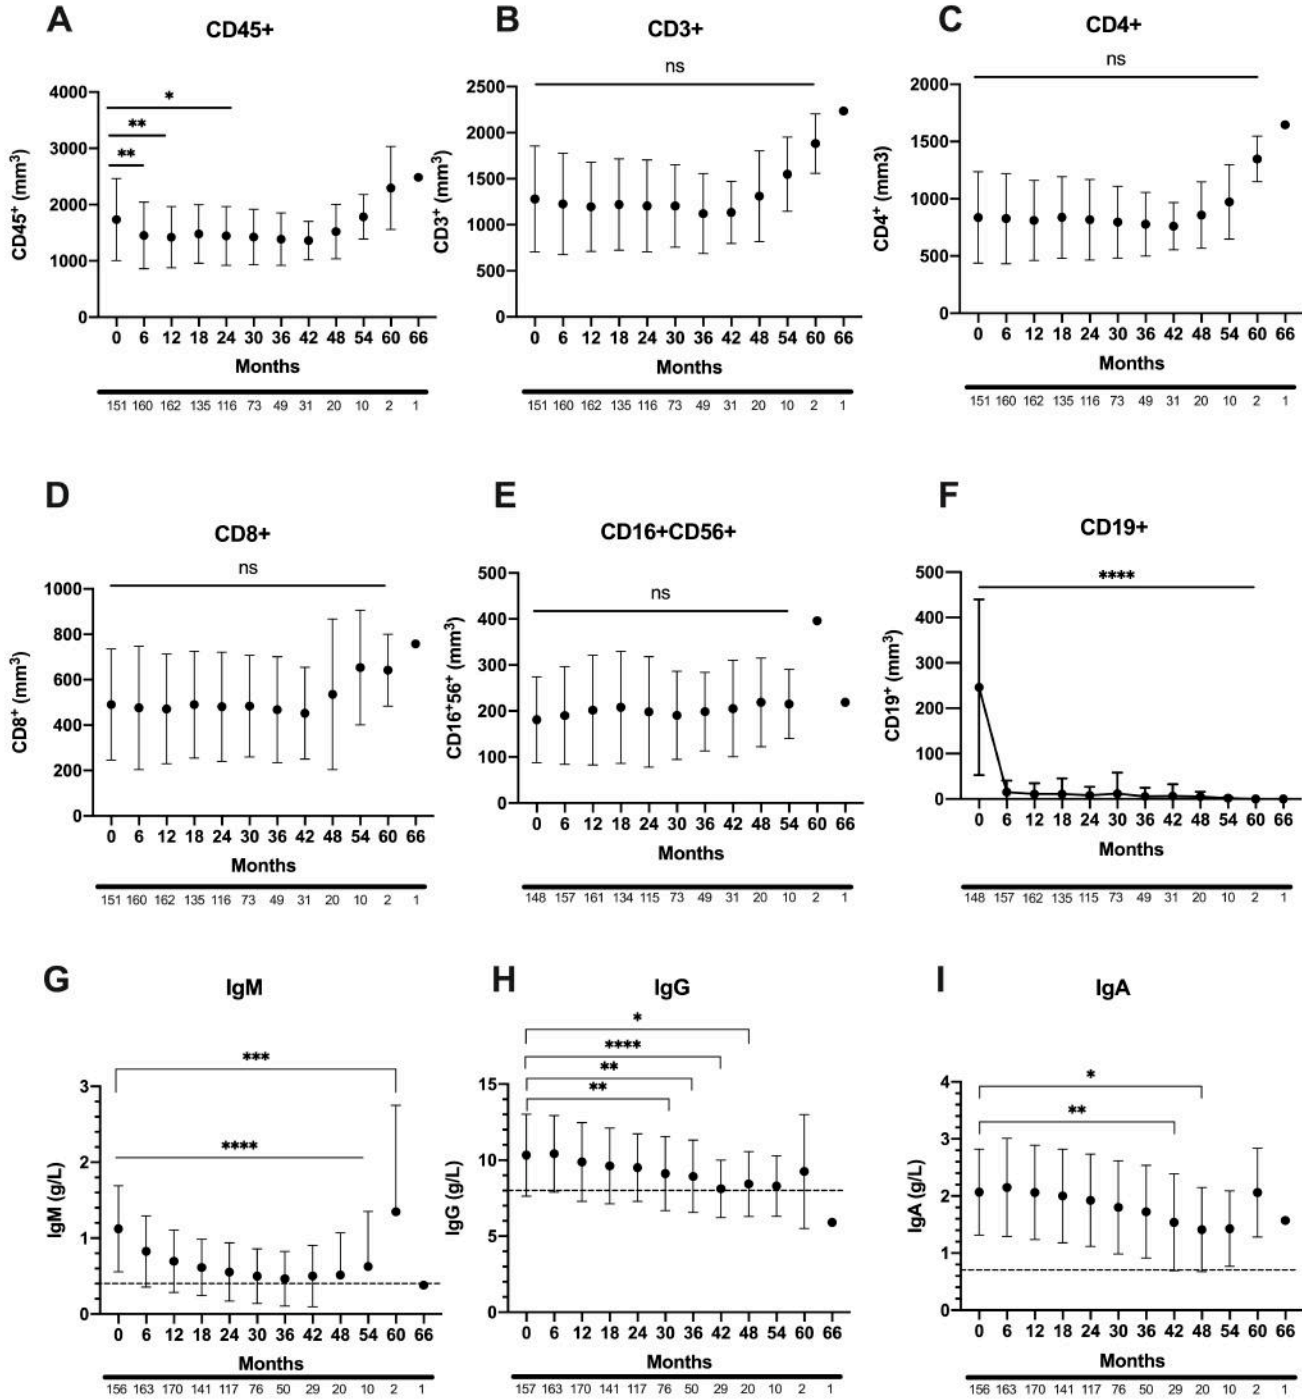 A
CD45+
CD45+ (mm3)
4000
3000
2000
1000
0
*
**
**
0 6 12 18 24 30 36 42 48 54 60 66
Months
151 160 162 135 116 73 49 31 20 10 2 1
B
CD3+
ns
CD3+ (mm3)
2500
2000
1500
1000
500
0
0 6 12 18 24 30 36 42 48 54 60 66
Months
151 160 162 135 116 73 49 31 20 10 2 1
C
CD4+
ns
CD4+ (mm3)
2000
1500
1000
500
0
0 6 12 18 24 30 36 42 48 54 60 66
Months
151 160 162 135 116 73 49 31 20 10 2 1
D
CD8+
ns
CD8+ (mm3)
1000
800
600
400
200
0
0 6 12 18 24 30 36 42 48 54 60 66
Months
151 160 162 135 116 73 49 31 20 10 2 1
E
CD16+CD56+
ns
CD16+56+ (mm3)
500
400
300
200
100
0
0 6 12 18 24 30 36 42 48 54 60 66
Months
148 157 161 134 115 73 49 31 20 10 2 1
F
CD19+
****
CD19+ (mm3)
500
400
300
200
100
0
0 6 12 18 24 30 36 42 48 54 60 66
Months
148 157 162 135 115 73 49 31 20 10 2 1
G
IgM
***
****
IgM (g/L)
3
2
1
0
0 6 12 18 24 30 36 42 48 54 60 66
Months
156 163 170 141 117 76 50 29 20 10 2 1
H
IgG
*
****
**
**
IgG (g/L)
15
10
5
0
0 6 12 18 24 30 36 42 48 54 60 66
Months
157 163 170 141 117 76 50 29 20 10 2 1
I
IgA
*
**
IgA (g/L)
4
3
2
1
0
0 6 12 18 24 30 36 42 48 54 60 66
Months
156 163 170 141 117 76 50 29 20 10 2 1